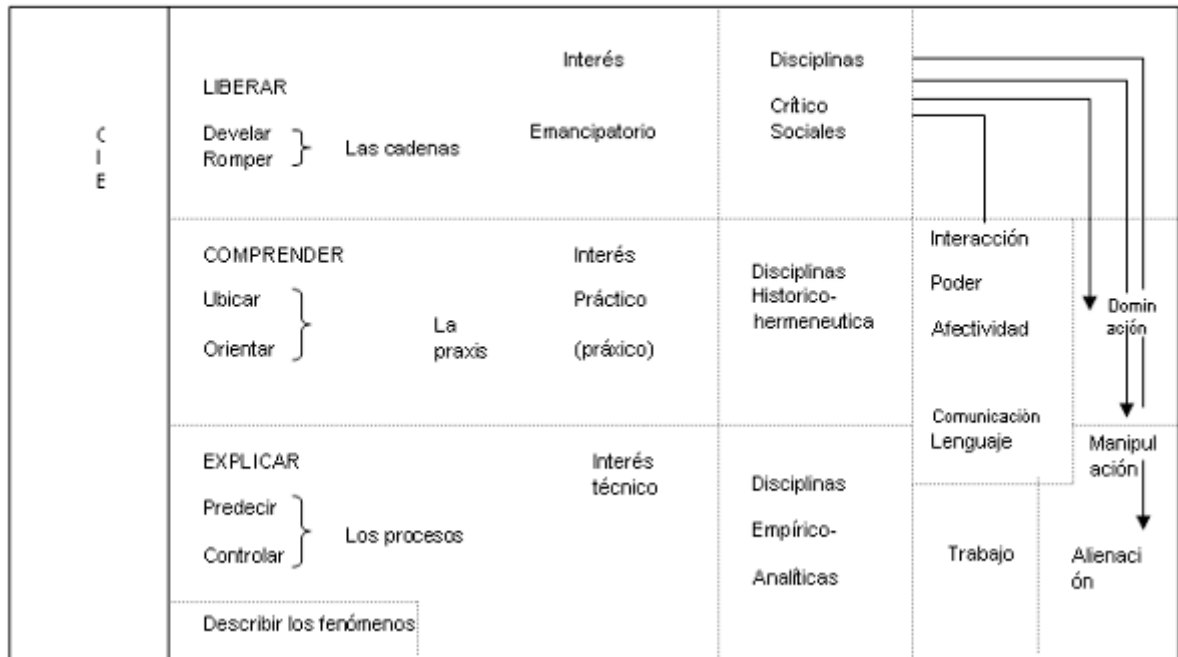 C
I
E
LIBERAR
Develar
Romper
Las cadenas
Interés
Emancipatorio
Disciplinas
Crítico
Sociales
COMPRENDER
Ubicar
Orientar
La
praxis
Interés
Práctico
(práxico)
Disciplinas
Historico-
hermeneutica
Interacción
Poder
Afectividad
Comunicación
Lenguaje
Domin
ación
EXPLICAR
Predecir
Controlar
Los procesos
Describir los fenómenos
Interés
técnico
Disciplinas
Empírico-
Analíticas
Trabajo
Manipul
ación
Alienaci
ón